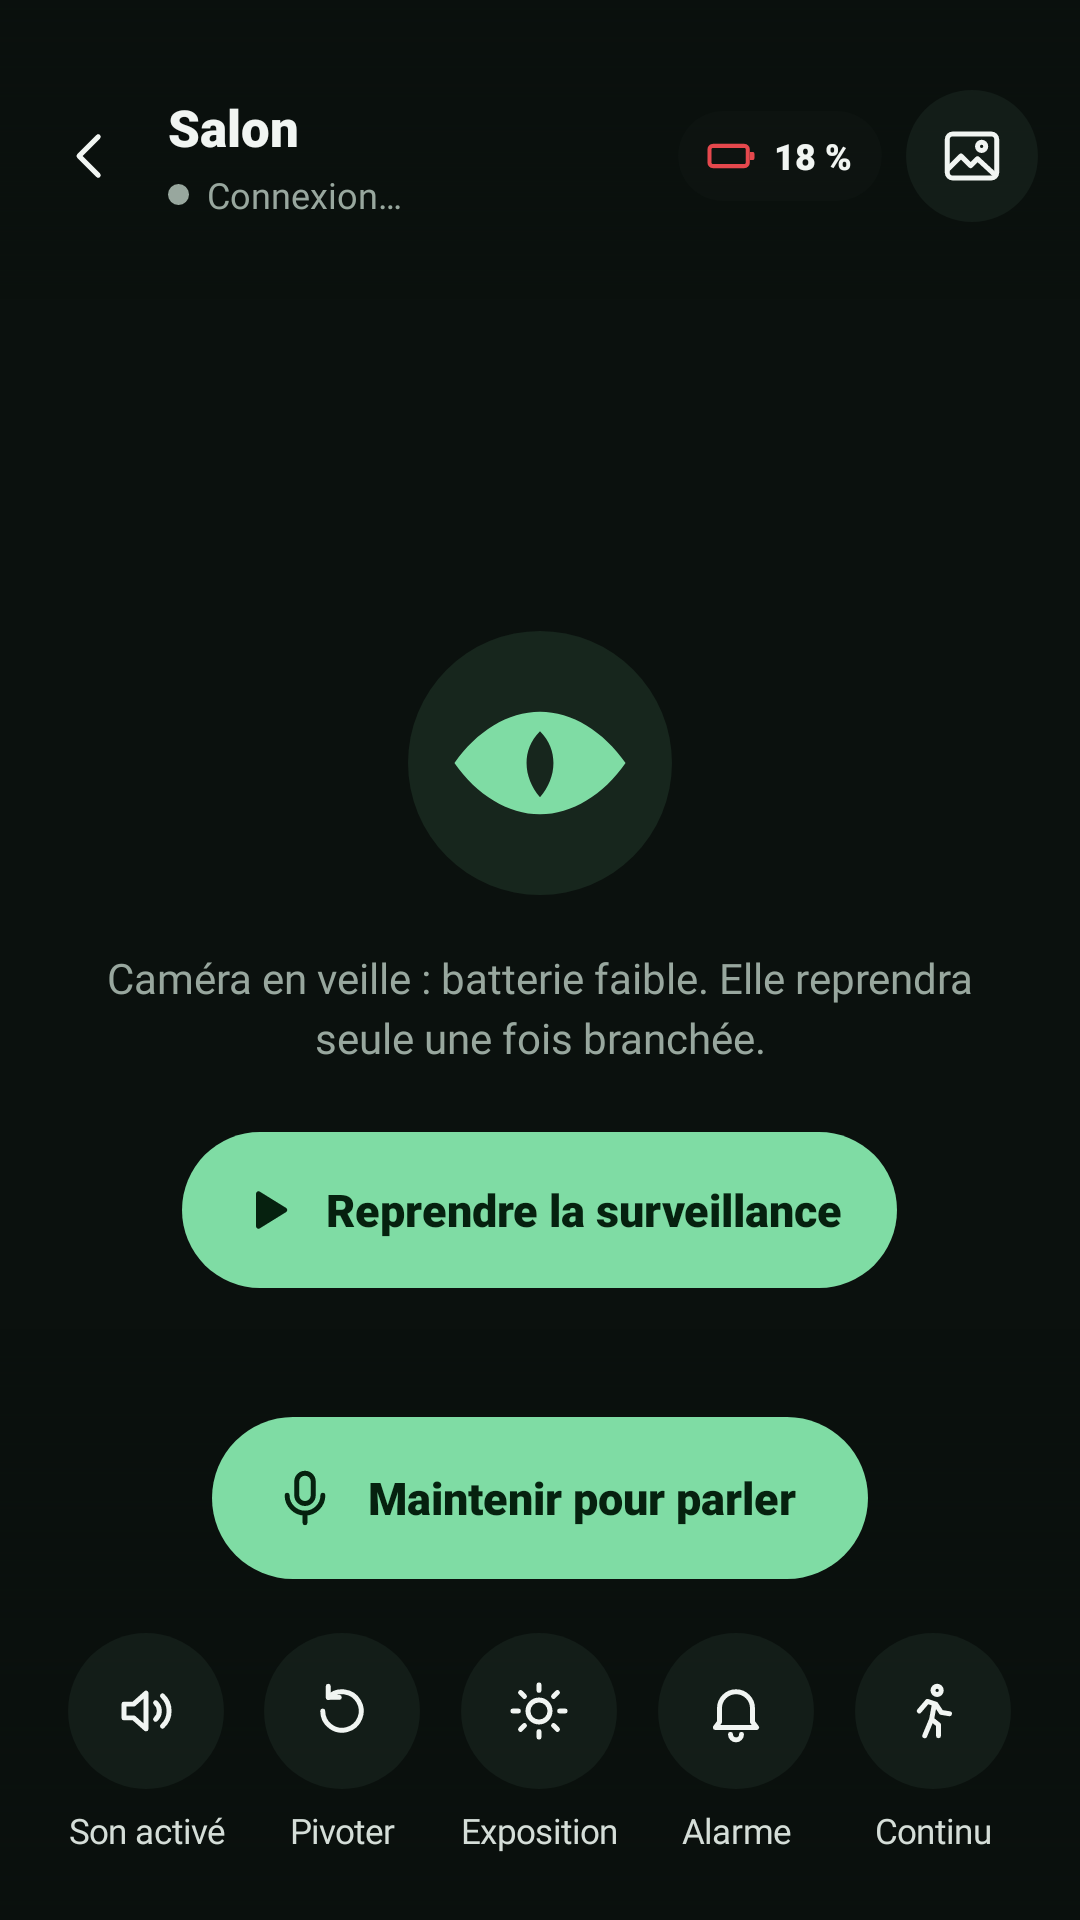 Salon
Connexion…
18 %
Caméra en veille : batterie faible. Elle reprendra
seule une fois branchée.
Reprendre la surveillance
Maintenir pour parler
Son activé
Pivoter
Exposition
Alarme
Continu